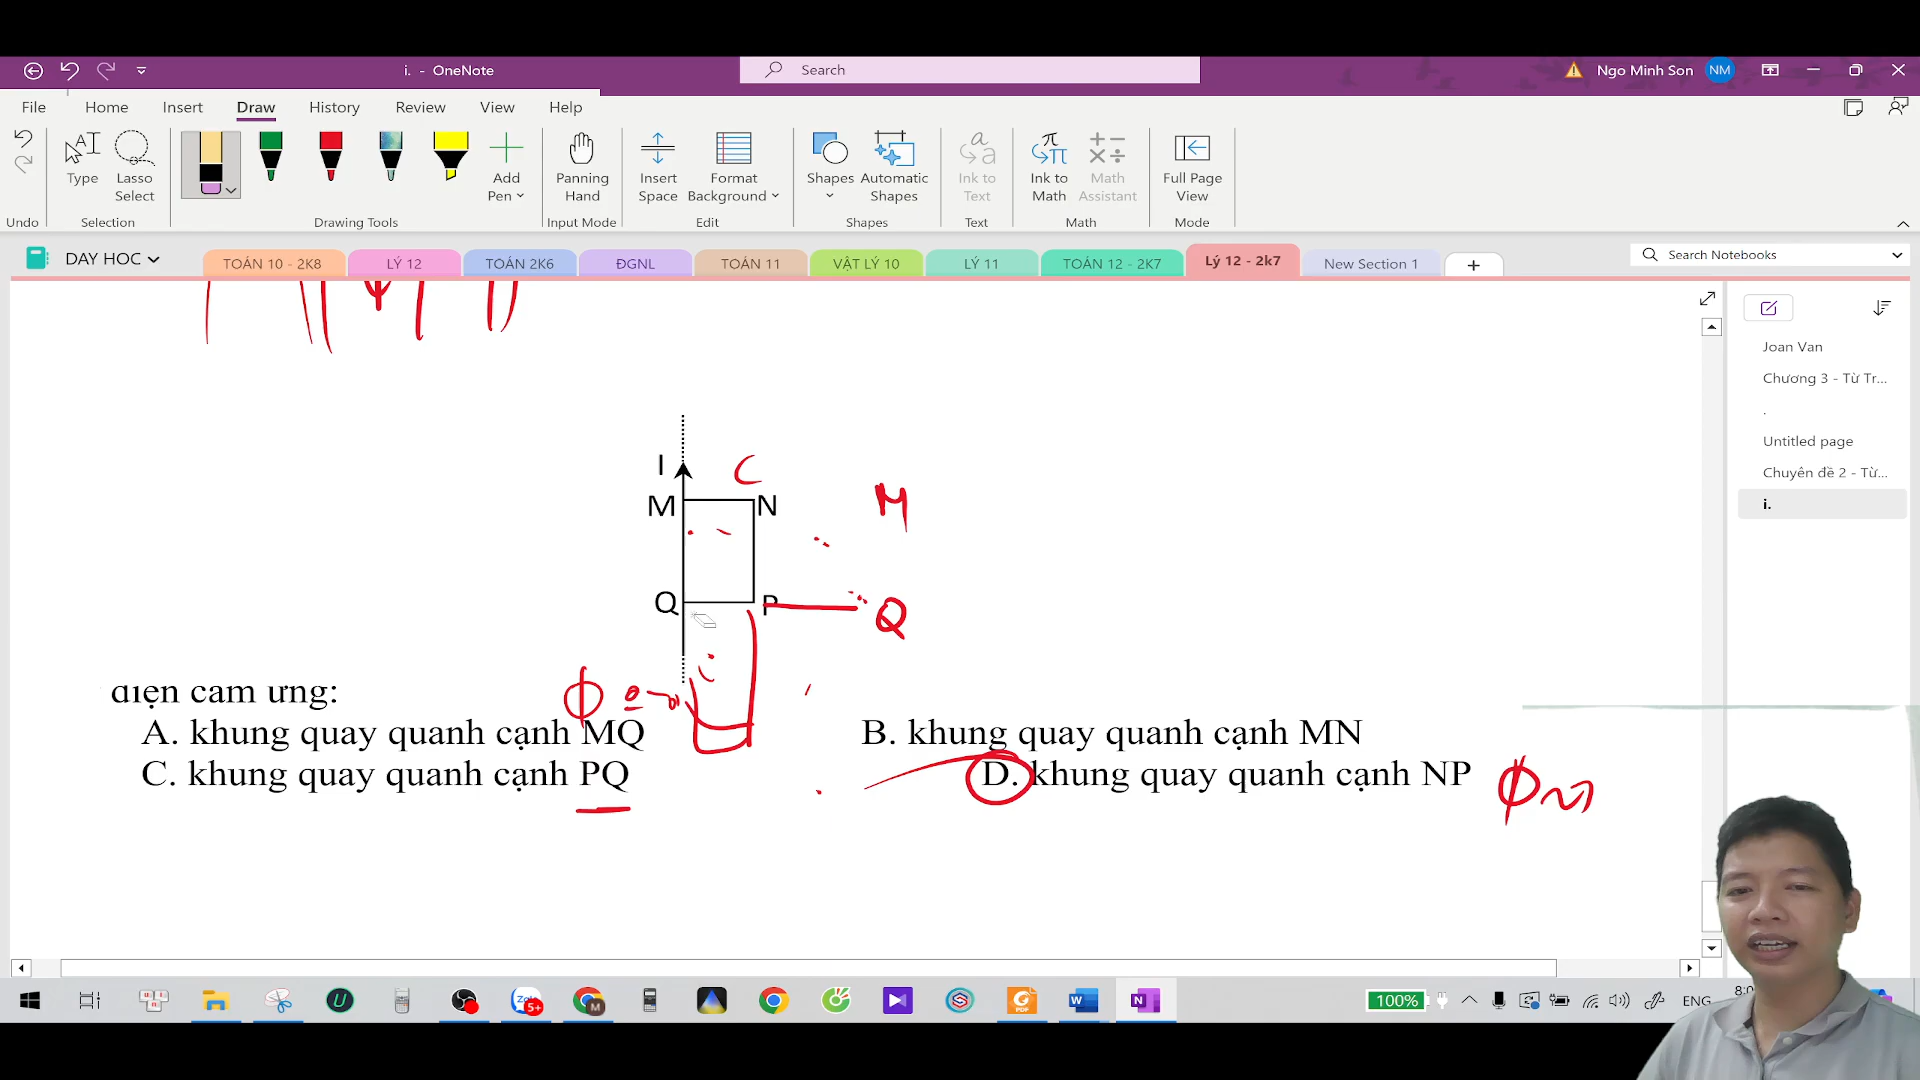 i. - OneNote
Search
Ngo Minh Son
NM
File Home Insert Draw History Review View Help
Type
Lasso Select
Add Pen
Panning Hand
Insert Space
Format Background
Shapes
Automatic Shapes
Ink to Text
Ink to Math
Math Assistant
Full Page View
Undo Selection Drawing Tools Input Mode Edit Shapes Text Math Mode
DAY HOC
TOÁN 10 - 2K8
LÝ 12
TOÁN 2K6
ĐGNL
TOÁN 11
VẬT LÝ 10
LÝ 11
TOÁN 12 - 2K7
Lý 12 - 2k7
New Section 1
Search Notebooks
Joan Van
Chương 3 - Từ Tr...
.
Untitled page
Chuyên đề 2 - Từ...
i.
I C
M N M
Q P Q
điện cảm ứng:
Φ
A. khung quay quanh cạnh MQ B. khung quay quanh cạnh MN
C. khung quay quanh cạnh PQ D. khung quay quanh cạnh NP Φ
5+
M
PDF
100%
ENG